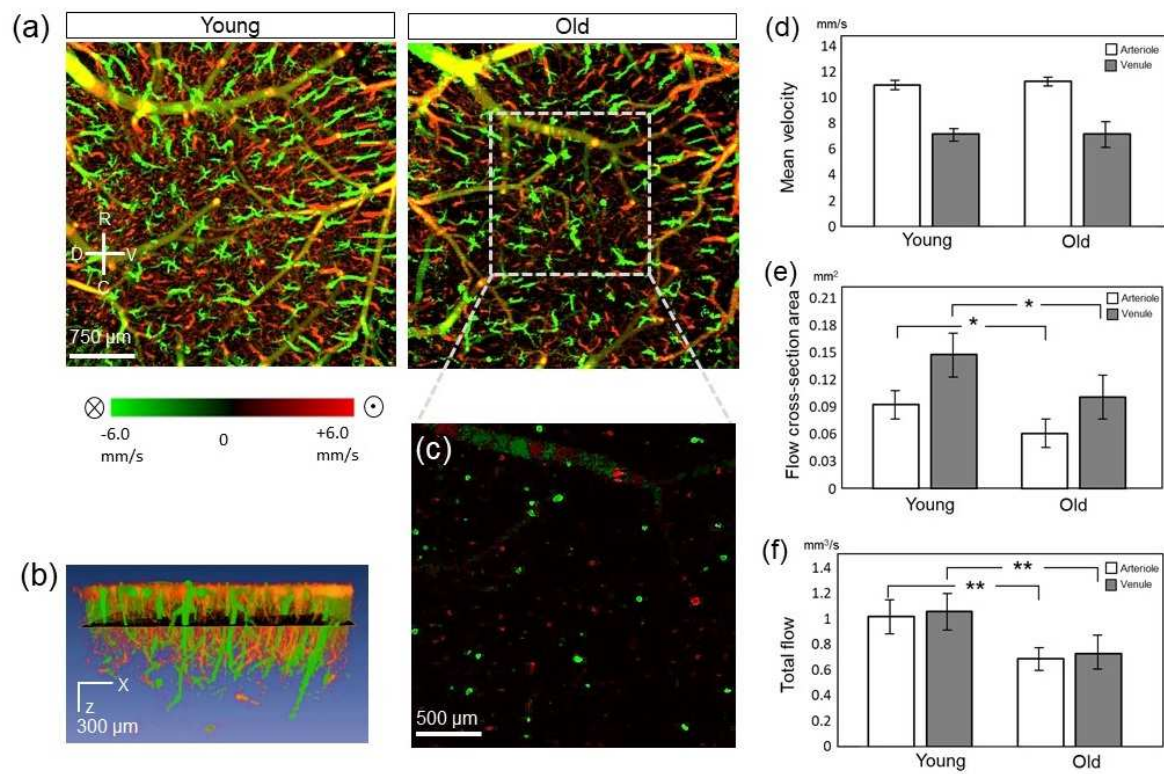 (a)
Young
Old
R
D V
C
750 µm
-6.0
mm/s
0
+6.0
mm/s
(b)
X
Z
300 µm
(c)
500 µm
(d)
mm/s
Mean velocity
14
12
10
8
6
4
2
0
Arteriole
Venule
Young Old
(e)
mm²
Flow cross-section area
0.21
0.18
0.15
0.12
0.09
0.06
0.03
0
Arteriole
Venule
*
*
Young Old
(f)
mm³/s
Total flow
1.4
1.2
1
0.8
0.6
0.4
0.2
0
Arteriole
Venule
**
**
Young Old